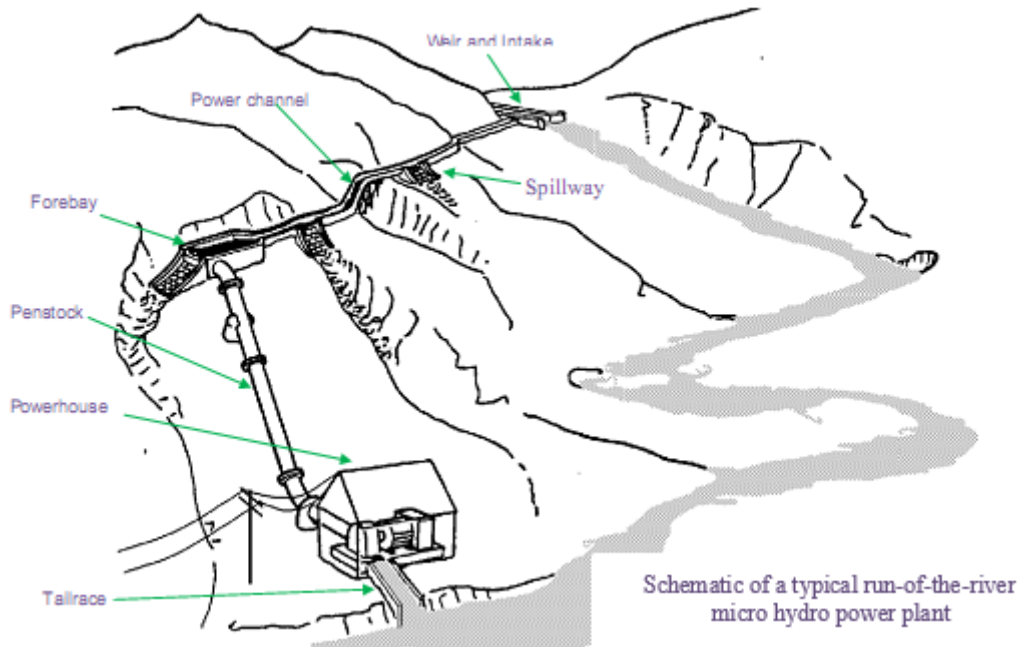 Weir and Intake
Power channel
Spillway
Forebay
Penstock
Powerhouse
Tailrace
Schematic of a typical run-of-the-river
micro hydro power plant